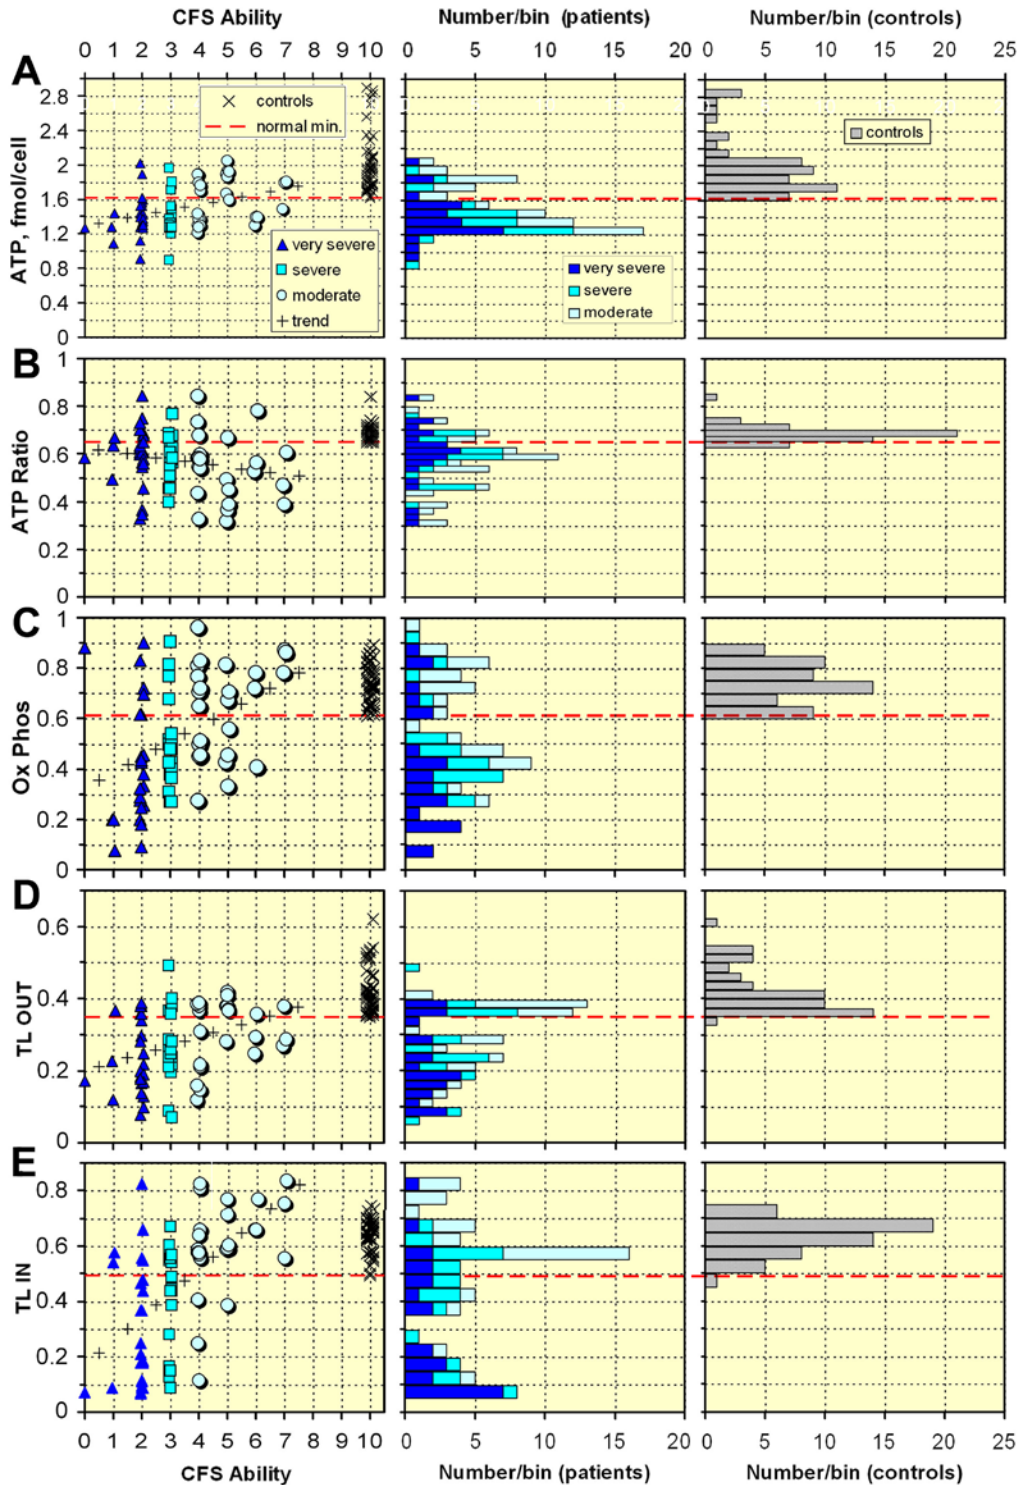 CFS Ability Number/bin (patients) Number/bin (controls)
0 1 2 3 4 5 6 7 8 9 10 0 5 10 15 20 0 5 10 15 20 25
A
ATP, fmol/cell
2.8
2.4
2
1.6
1.2
0.8
0.4
0
controls
normal min.
very severe
severe
moderate
trend
very severe
severe
moderate
controls
B
ATP Ratio
1
0.8
0.6
0.4
0.2
0
C
Ox Phos
1
0.8
0.6
0.4
0.2
0
D
TL OUT
0.6
0.4
0.2
0
E
TL IN
0.8
0.6
0.4
0.2
0
0 1 2 3 4 5 6 7 8 9 10 0 5 10 15 20 0 5 10 15 20 25
CFS Ability Number/bin (patients) Number/bin (controls)